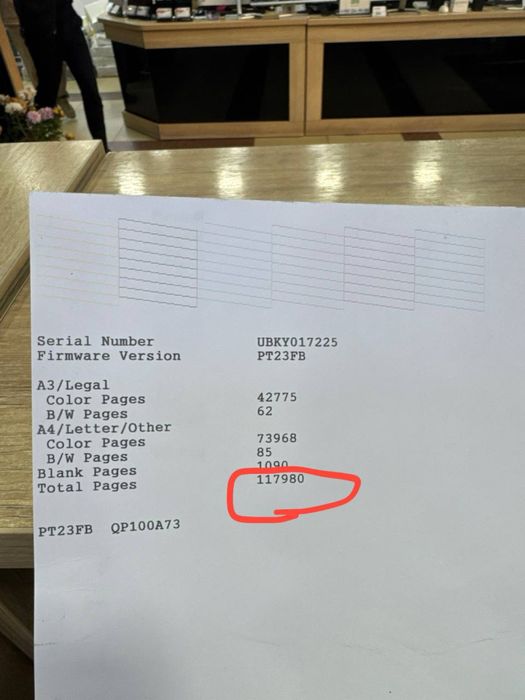 Serial Number UBKY017225
Firmware Version PT23FB
A3/Legal
Color Pages 42775
B/W Pages 62
A4/Letter/Other
Color Pages 73968
B/W Pages 85
Blank Pages 1090
Total Pages 117980
PT23FB QP100A73